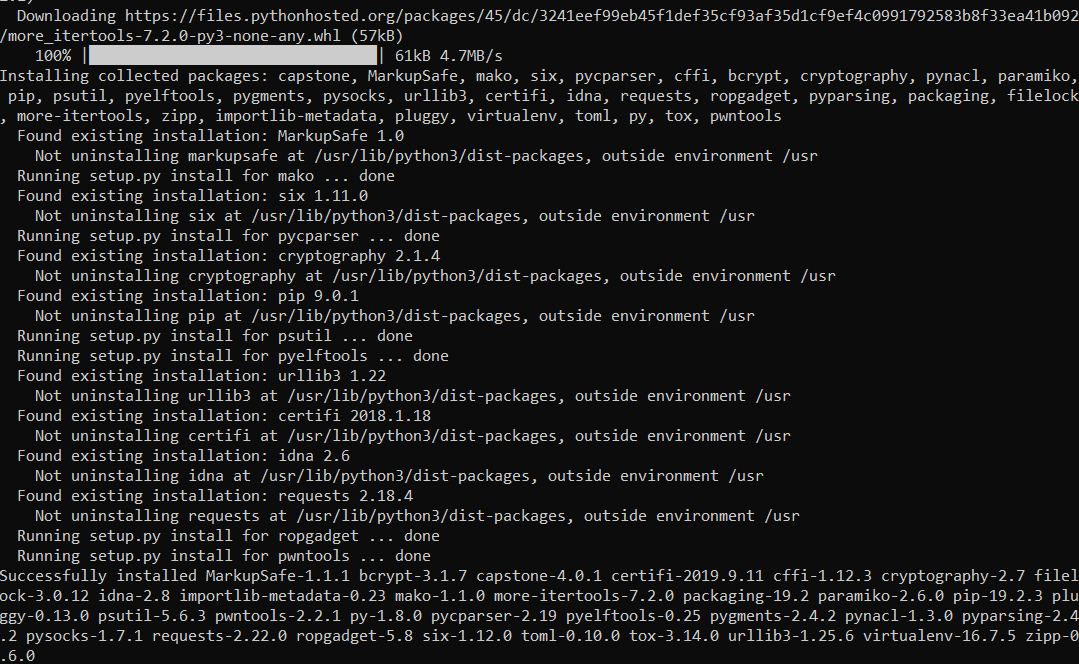 Downloading https://files.pythonhosted.org/packages/45/dc/3241eef99eb45f1def35cf93af35d1cf9ef4c0991792583b8f33ea41b092
/more_itertools-7.2.0-py3-none-any.whl (57kB)
100% |████████████████████████████████| 61kB 4.7MB/s
Installing collected packages: capstone, MarkupSafe, mako, six, pycparser, cffi, bcrypt, cryptography, pynacl, paramiko,
pip, psutil, pyelftools, pygments, pysocks, urllib3, certifi, idna, requests, ropgadget, pyparsing, packaging, filelock
, more-itertools, zipp, importlib-metadata, pluggy, virtualenv, toml, py, tox, pwntools
Found existing installation: MarkupSafe 1.0
Not uninstalling markupsafe at /usr/lib/python3/dist-packages, outside environment /usr
Running setup.py install for mako ... done
Found existing installation: six 1.11.0
Not uninstalling six at /usr/lib/python3/dist-packages, outside environment /usr
Running setup.py install for pycparser ... done
Found existing installation: cryptography 2.1.4
Not uninstalling cryptography at /usr/lib/python3/dist-packages, outside environment /usr
Found existing installation: pip 9.0.1
Not uninstalling pip at /usr/lib/python3/dist-packages, outside environment /usr
Running setup.py install for psutil ... done
Running setup.py install for pyelftools ... done
Found existing installation: urllib3 1.22
Not uninstalling urllib3 at /usr/lib/python3/dist-packages, outside environment /usr
Found existing installation: certifi 2018.1.18
Not uninstalling certifi at /usr/lib/python3/dist-packages, outside environment /usr
Found existing installation: idna 2.6
Not uninstalling idna at /usr/lib/python3/dist-packages, outside environment /usr
Found existing installation: requests 2.18.4
Not uninstalling requests at /usr/lib/python3/dist-packages, outside environment /usr
Running setup.py install for ropgadget ... done
Running setup.py install for pwntools ... done
Successfully installed MarkupSafe-1.1.1 bcrypt-3.1.7 capstone-4.0.1 certifi-2019.9.11 cffi-1.12.3 cryptography-2.7 filel
ock-3.0.12 idna-2.8 importlib-metadata-0.23 mako-1.1.0 more-itertools-7.2.0 packaging-19.2 paramiko-2.6.0 pip-19.2.3 plu
ggy-0.13.0 psutil-5.6.3 pwntools-2.2.1 py-1.8.0 pycparser-2.19 pyelftools-0.25 pygments-2.4.2 pynacl-1.3.0 pyparsing-2.4
.2 pysocks-1.7.1 requests-2.22.0 ropgadget-5.8 six-1.12.0 toml-0.10.0 tox-3.14.0 urllib3-1.25.6 virtualenv-16.7.5 zipp-0
.6.0